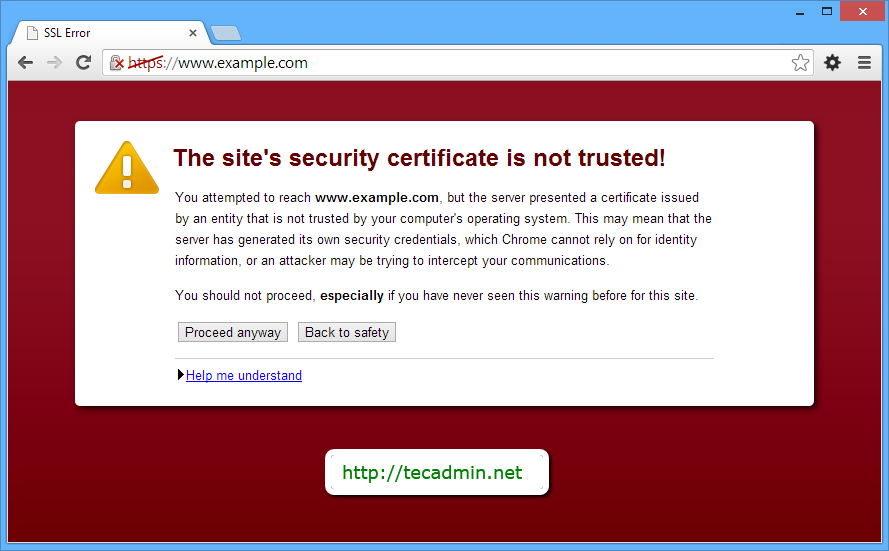 SSL Error
https://www.example.com
The site's security certificate is not trusted!
You attempted to reach www.example.com, but the server presented a certificate issued
by an entity that is not trusted by your computer's operating system. This may mean that the
server has generated its own security credentials, which Chrome cannot rely on for identity
information, or an attacker may be trying to intercept your communications.
You should not proceed, especially if you have never seen this warning before for this site.
Proceed anyway Back to safety
Help me understand
http://tecadmin.net